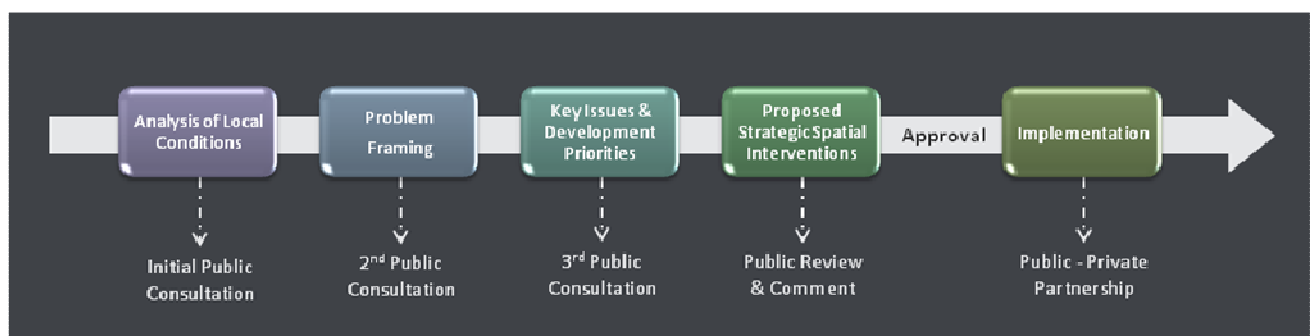 Analysis of Local
Conditions
Problem
Framing
Key Issues &
Development
Priorities
Proposed
Strategic Spatial
Interventions
Approval
Implementation
Initial Public
Consultation
2nd Public
Consultation
3rd Public
Consultation
Public Review
& Comment
Public - Private
Partnership